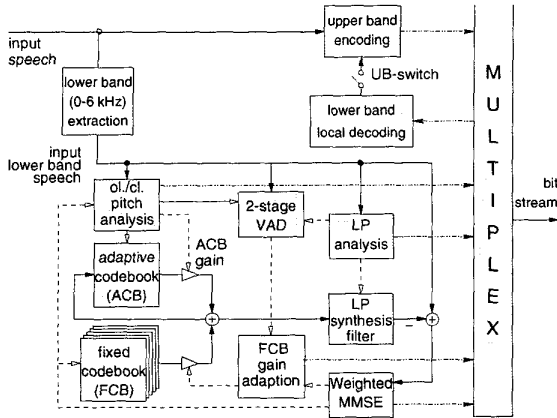 input
speech
upper band
encoding
lower band
(0-6 kHz)
extraction
UB-switch
lower band
local decoding
input
lower band
speech
ol./cl.
pitch
analysis
2-stage
VAD
LP
analysis
ACB
gain
adaptive
codebook
(ACB)
LP
synthesis
filter
–
fixed
codebook
(FCB)
FCB
gain
adaption
Weighted
MMSE
M
U
L
T
I
P
L
E
X
bit
stream